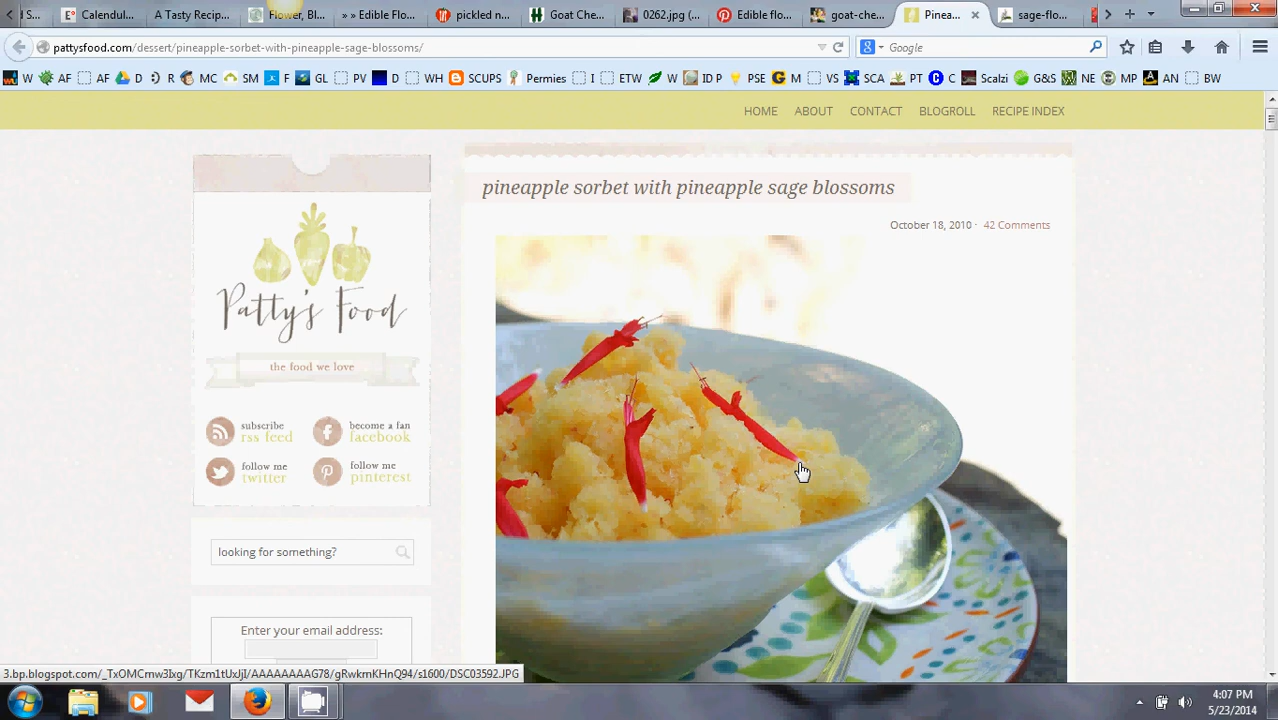 d S...
Calendul...
A Tasty Recip...
Flower, Bl...
» » Edible Flo...
pickled n...
Goat Che...
0262.jpg (...
Edible flo...
goat-che...
Pinea...
sage-flo...
pattysfood.com/dessert/pineapple-sorbet-with-pineapple-sage-blossoms/
Google
W AF AF D R MC SM F GL PV D WH SCUPS Permies I ETW W ID P PSE M VS SCA PT C Scalzi G&S NE MP AN BW
HOME ABOUT CONTACT BLOGROLL RECIPE INDEX
pineapple sorbet with pineapple sage blossoms
October 18, 2010 · 42 Comments
Patty's Food
the food we love
subscribe
rss feed
become a fan
facebook
follow me
twitter
follow me
pinterest
looking for something?
Enter your email address:
3.bp.blogspot.com/_TxOMCrnw3Ixg/TKzm1tUxJjI/AAAAAAAAG78/gRwkmKHnQ94/s1600/DSC03592.JPG
4:07 PM
5/23/2014